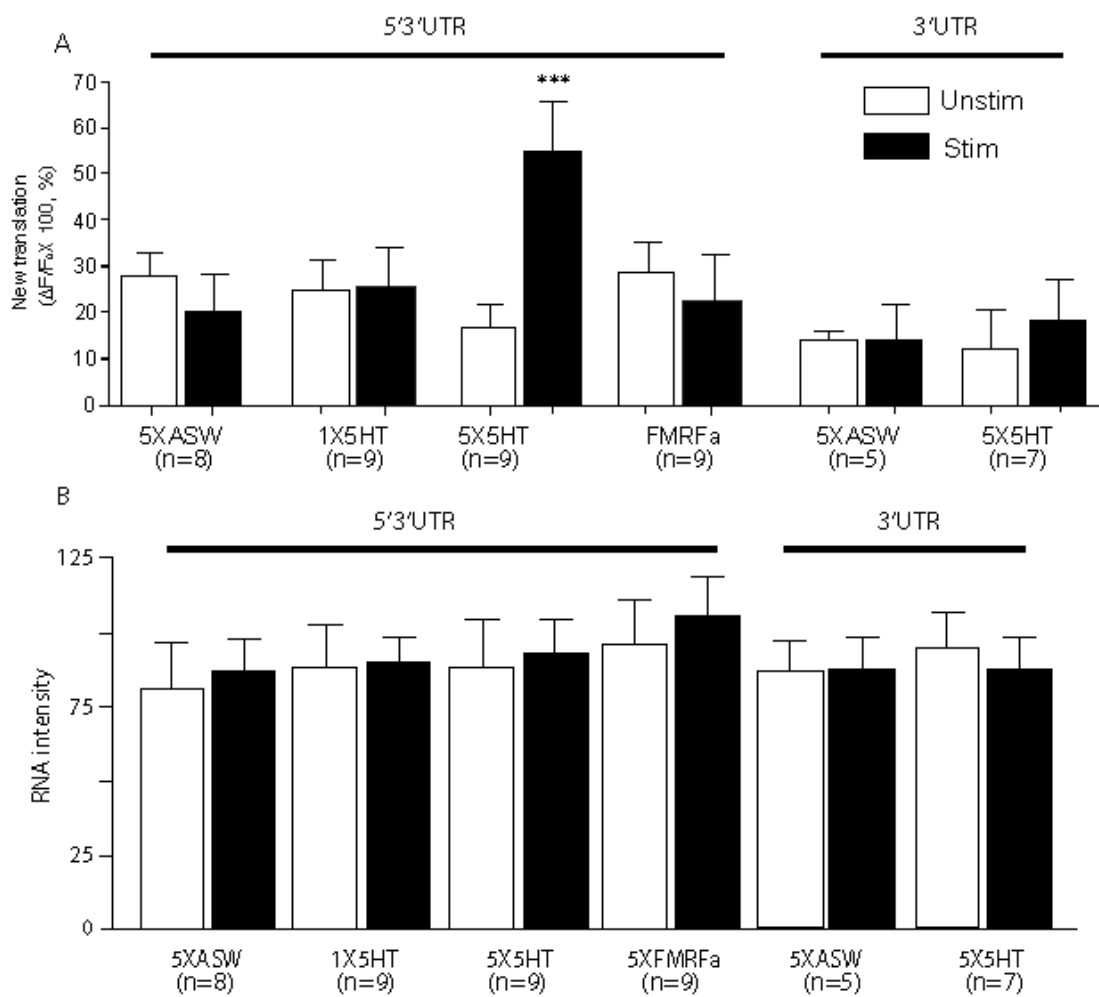 A
5'3'UTR
3'UTR
New translation
(ΔF/F₀X 100, %)
70
60
50
40
30
20
10
0
***
Unstim
Stim
5XASW
(n=8)
1X5HT
(n=9)
5X5HT
(n=9)
FMRFa
(n=9)
5XASW
(n=5)
5X5HT
(n=7)
B
5'3'UTR
3'UTR
RNA intensity
125
75
25
0
5XASW
(n=8)
1X5HT
(n=9)
5X5HT
(n=9)
5XFMRFa
(n=9)
5XASW
(n=5)
5X5HT
(n=7)